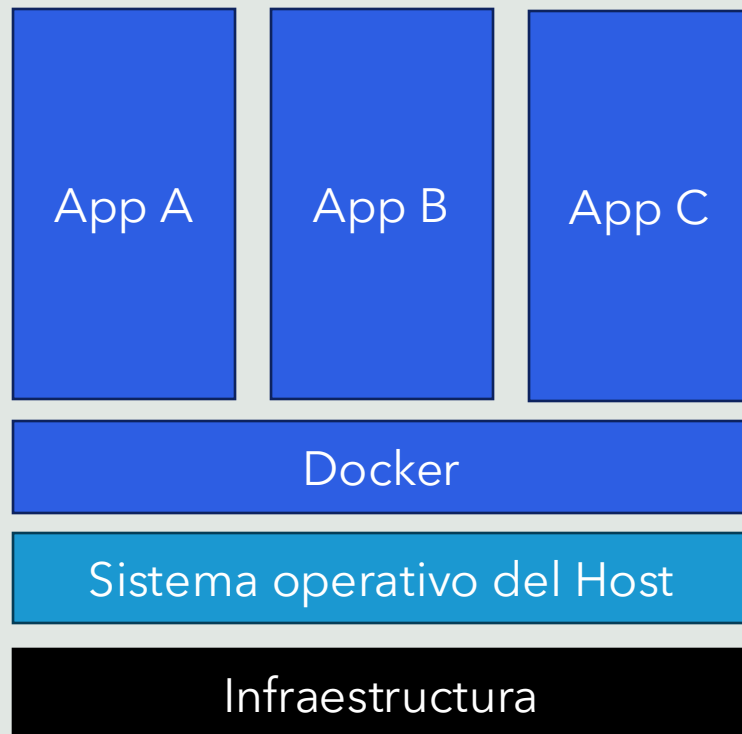 App A
App B
App C
Docker
Sistema operativo del Host
Infraestructura